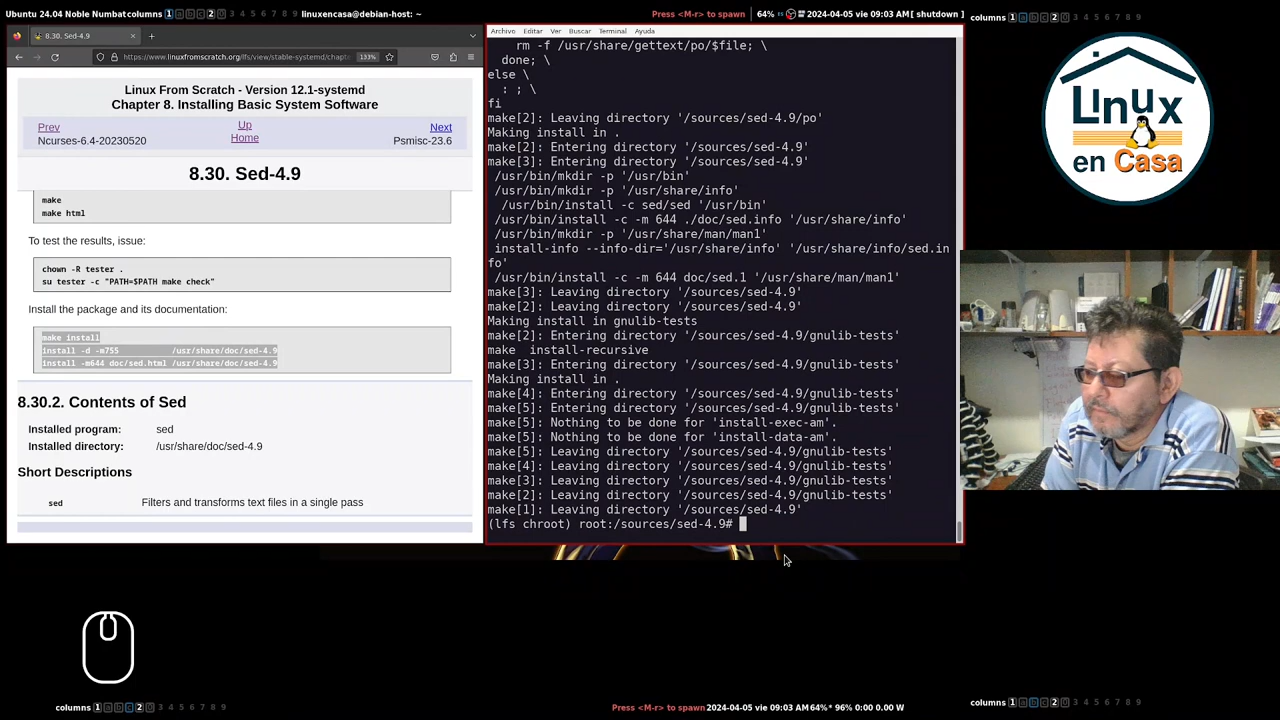 Ubuntu 24.04 Noble Numbat columns 1 a b c 2 0 3 4 5 6 7 8 9 linuxencasa@debian-host: ~
Press <M-r> to spawn 64% 2024-04-05 vie 09:03 AM [ shutdown ]
columns 1 a b c 2 3 4 5 6 7 8 9
8.30. Sed-4.9
https://www.linuxfromscratch.org/lfs/view/stable-systemd/chapt 133%
Linux From Scratch - Version 12.1-systemd
Chapter 8. Installing Basic System Software
Prev Up Next
Ncurses-6.4-20230520 Home Psmisc-23.6
8.30. Sed-4.9
make
make html
To test the results, issue:
chown -R tester .
su tester -c "PATH=$PATH make check"
Install the package and its documentation:
make install
install -d -m755 /usr/share/doc/sed-4.9
install -m644 doc/sed.html /usr/share/doc/sed-4.9
8.30.2. Contents of Sed
Installed program: sed
Installed directory: /usr/share/doc/sed-4.9
Short Descriptions
sed Filters and transforms text files in a single pass
Archivo Editar Ver Buscar Terminal Ayuda
rm -f /usr/share/gettext/po/$file; \
done; \
else \
: ; \
fi
make[2]: Leaving directory '/sources/sed-4.9/po'
Making install in .
make[2]: Entering directory '/sources/sed-4.9'
make[3]: Entering directory '/sources/sed-4.9'
/usr/bin/mkdir -p '/usr/bin'
/usr/bin/mkdir -p '/usr/share/info'
/usr/bin/install -c sed/sed '/usr/bin'
/usr/bin/install -c -m 644 ./doc/sed.info '/usr/share/info'
/usr/bin/mkdir -p '/usr/share/man/man1'
install-info --info-dir='/usr/share/info' '/usr/share/info/sed.in
fo'
/usr/bin/install -c -m 644 doc/sed.1 '/usr/share/man/man1'
make[3]: Leaving directory '/sources/sed-4.9'
make[2]: Leaving directory '/sources/sed-4.9'
Making install in gnulib-tests
make[2]: Entering directory '/sources/sed-4.9/gnulib-tests'
make  install-recursive
make[3]: Entering directory '/sources/sed-4.9/gnulib-tests'
Making install in .
make[4]: Entering directory '/sources/sed-4.9/gnulib-tests'
make[5]: Entering directory '/sources/sed-4.9/gnulib-tests'
make[5]: Nothing to be done for 'install-exec-am'.
make[5]: Nothing to be done for 'install-data-am'.
make[5]: Leaving directory '/sources/sed-4.9/gnulib-tests'
make[4]: Leaving directory '/sources/sed-4.9/gnulib-tests'
make[3]: Leaving directory '/sources/sed-4.9/gnulib-tests'
make[2]: Leaving directory '/sources/sed-4.9/gnulib-tests'
make[1]: Leaving directory '/sources/sed-4.9'
(lfs chroot) root:/sources/sed-4.9#
Linux
en Casa
columns 1 a b c 2 0 3 4 5 6 7 8 9
Press <M-r> to spawn 2024-04-05 vie 09:03 AM 64%* 96% 0:00 0.00 W
columns 1 a b c 2 3 4 5 6 7 8 9